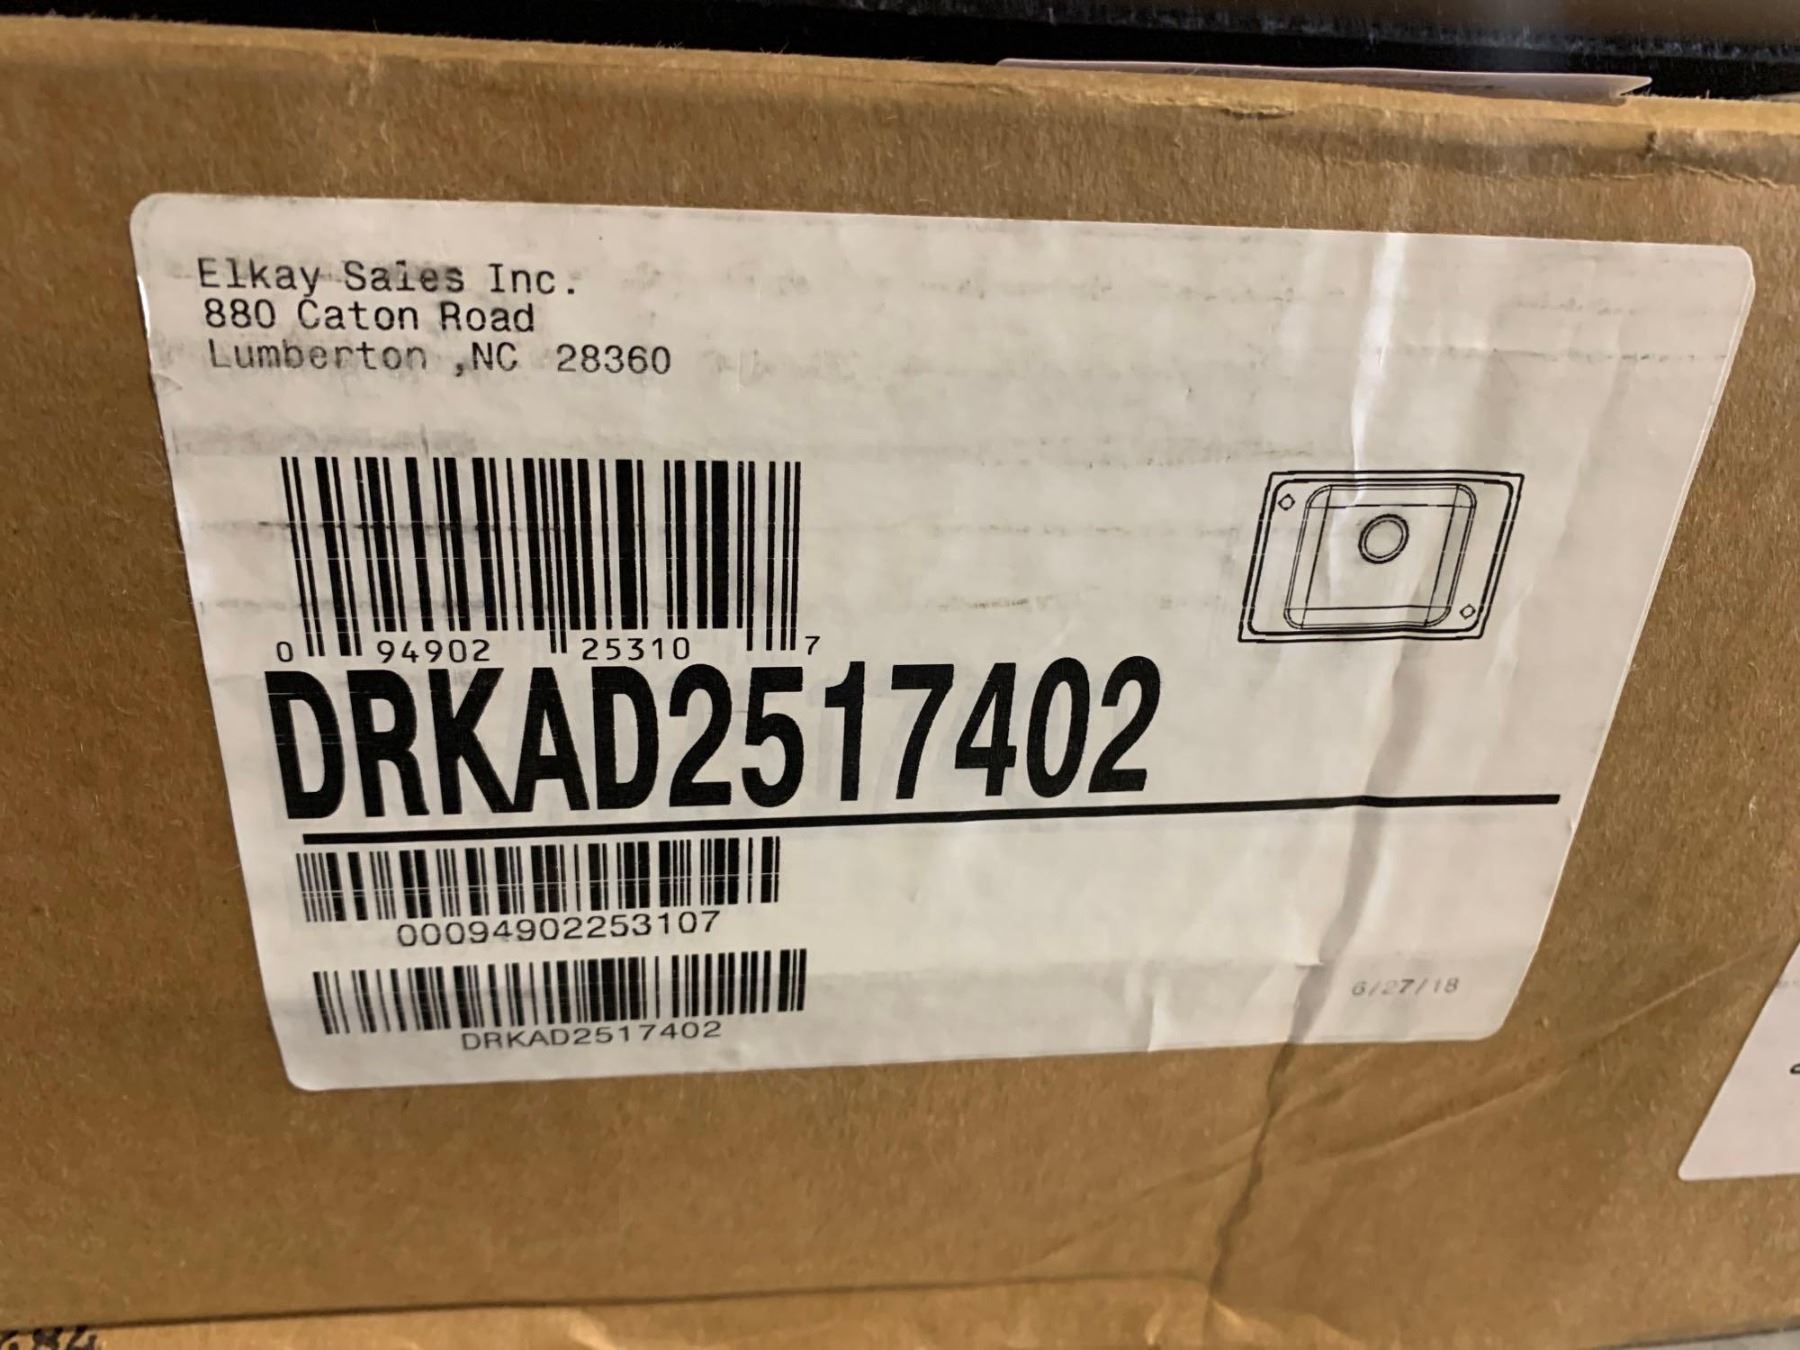 Elkay Sales Inc.
880 Caton Road
Lumberton ,NC 28360
0 94902 25310 7
DRKAD2517402
00094902253107
DRKAD2517402
6/27/18